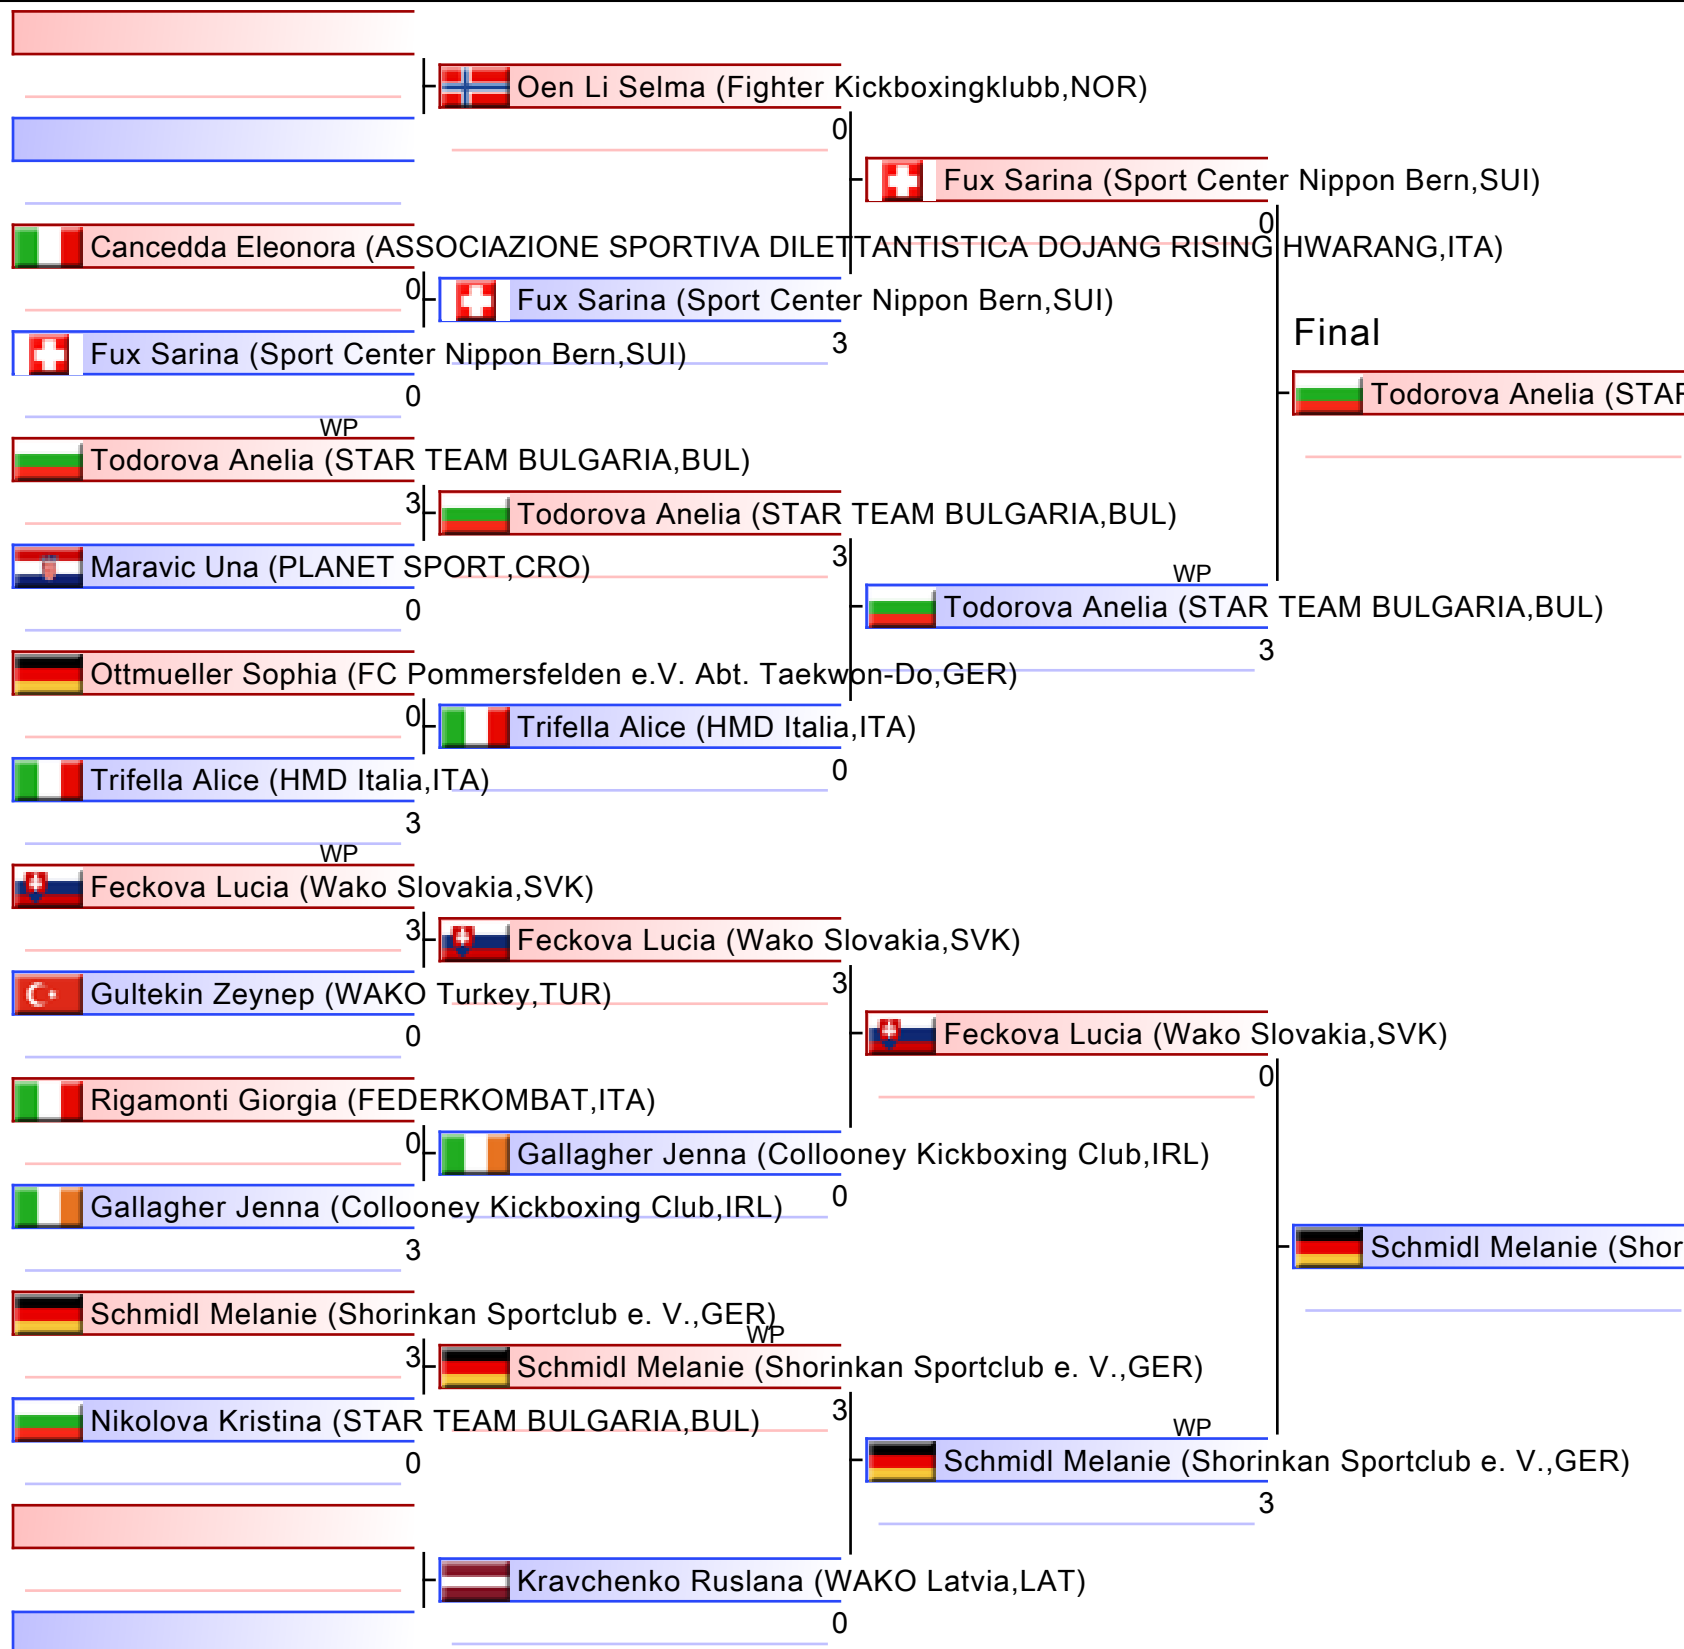 Oen Li Selma (Fighter Kickboxingklubb,NOR)
0
Fux Sarina (Sport Center Nippon Bern,SUI)
0
Cancedda Eleonora (ASSOCIAZIONE SPORTIVA DILETTANTISTICA DOJANG RISING HWARANG,ITA)
0
Fux Sarina (Sport Center Nippon Bern,SUI)
3
Final
Fux Sarina (Sport Center Nippon Bern,SUI)
0
Todorova Anelia (STAR
WP
Todorova Anelia (STAR TEAM BULGARIA,BUL)
3
Todorova Anelia (STAR TEAM BULGARIA,BUL)
3
Maravic Una (PLANET SPORT,CRO)
0
WP
Todorova Anelia (STAR TEAM BULGARIA,BUL)
3
Ottmueller Sophia (FC Pommersfelden e.V. Abt. Taekwon-Do,GER)
0
Trifella Alice (HMD Italia,ITA)
0
Trifella Alice (HMD Italia,ITA)
3
WP
Feckova Lucia (Wako Slovakia,SVK)
3
Feckova Lucia (Wako Slovakia,SVK)
3
Gultekin Zeynep (WAKO Turkey,TUR)
0
Feckova Lucia (Wako Slovakia,SVK)
0
Rigamonti Giorgia (FEDERKOMBAT,ITA)
0
Gallagher Jenna (Collooney Kickboxing Club,IRL)
0
Gallagher Jenna (Collooney Kickboxing Club,IRL)
3
Schmidl Melanie (Shor
Schmidl Melanie (Shorinkan Sportclub e. V.,GER)
3
WP
Schmidl Melanie (Shorinkan Sportclub e. V.,GER)
3
Nikolova Kristina (STAR TEAM BULGARIA,BUL)
0
WP
Schmidl Melanie (Shorinkan Sportclub e. V.,GER)
3
Kravchenko Ruslana (WAKO Latvia,LAT)
0